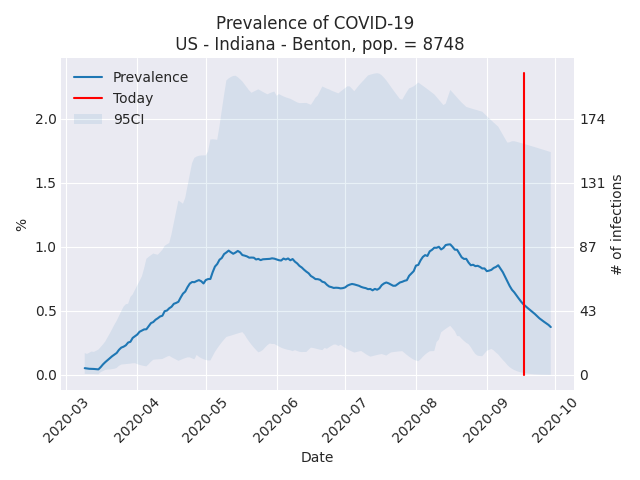 Prevalence of COVID-19
US - Indiana - Benton, pop. = 8748
Prevalence
Today
95CI
2.0
1.5
1.0
0.5
0.0
%
174
131
87
43
0
# of infections
2020-03
2020-04
2020-05
2020-06
2020-07
2020-08
2020-09
2020-10
Date